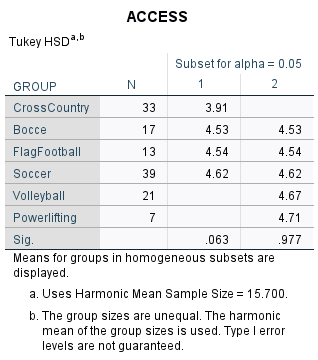 ACCESS
Tukey HSDa,b
Subset for alpha = 0.05
GROUP N 1 2
CrossCountry 33 3.91
Bocce 17 4.53 4.53
FlagFootball 13 4.54 4.54
Soccer 39 4.62 4.62
Volleyball 21 4.67
Powerlifting 7 4.71
Sig. .063 .977
Means for groups in homogeneous subsets are
displayed.
a. Uses Harmonic Mean Sample Size = 15.700.
b. The group sizes are unequal. The harmonic
mean of the group sizes is used. Type I error
levels are not guaranteed.